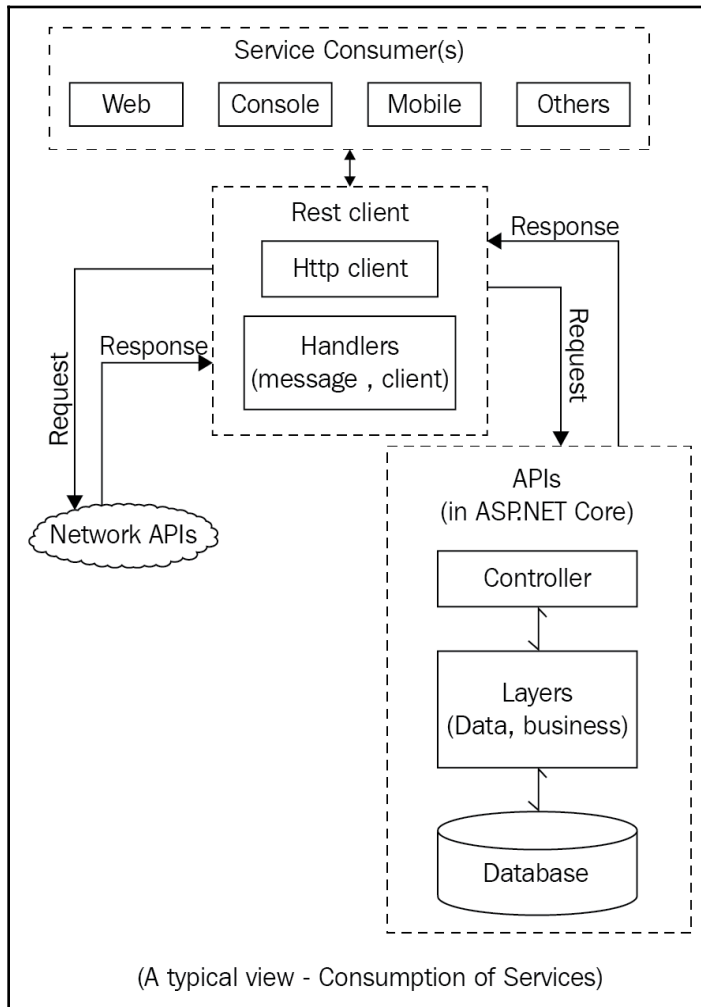 Service Consumer(s)
Web
Console
Mobile
Others
Rest client
Http client
Handlers
(message , client)
Request
Response
Network APIs
Response
Request
APIs
(in ASP.NET Core)
Controller
Layers
(Data, business)
Database
(A typical view - Consumption of Services)